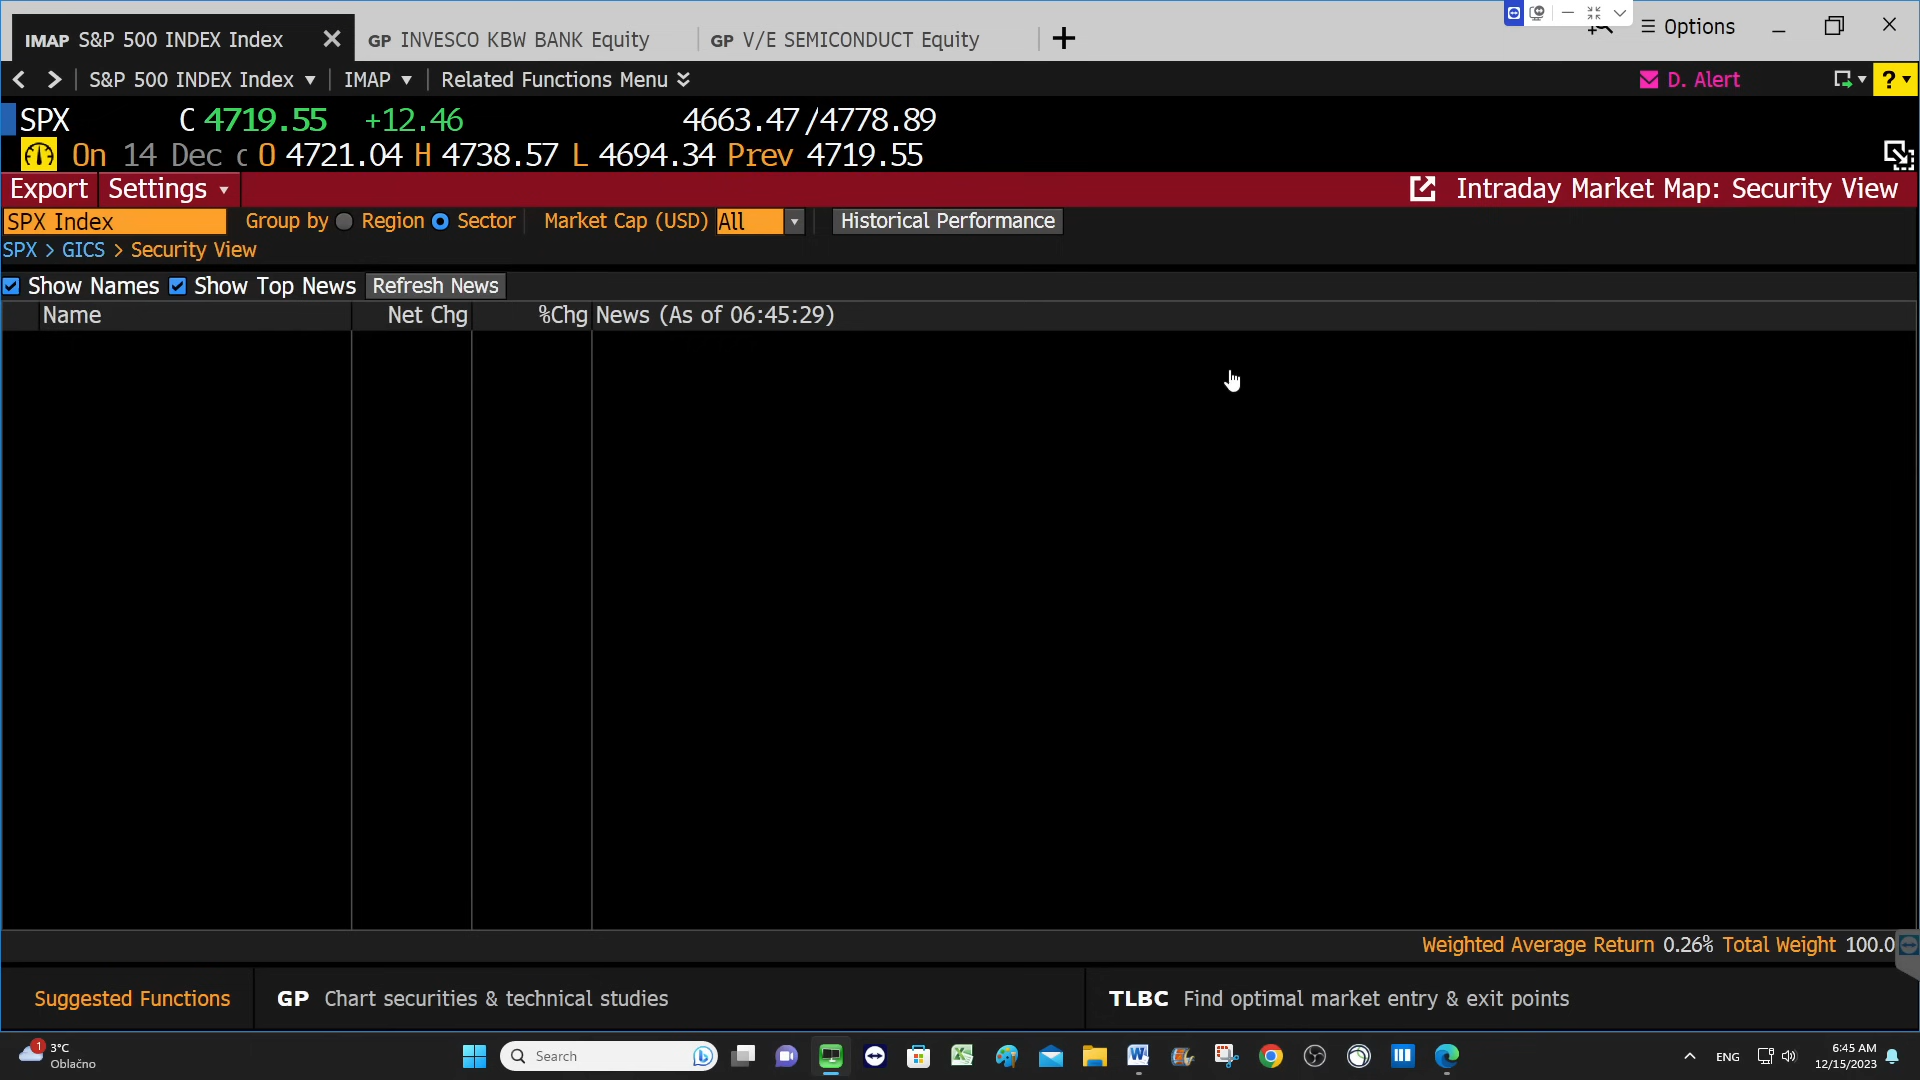 IMAP S&P 500 INDEX Index GP INVESCO KBW BANK Equity GP V/E SEMICONDUCT Equity Options
S&P 500 INDEX Index IMAP Related Functions Menu D. Alert ?
SPX C 4719.55 +12.46 4663.47/4778.89
On 14 Dec O 4721.04 H 4738.57 L 4694.34 Prev 4719.55
Export Settings Intraday Market Map: Security View
SPX Index Group by Region Sector Market Cap (USD) All Historical Performance
SPX > GICS > Security View
Show Names Show Top News Refresh News
Name Net Chg %Chg News (As of 06:45:29)
Weighted Average Return 0.26% Total Weight 100.0
Suggested Functions GP Chart securities & technical studies TLBC Find optimal market entry & exit points
1 3°C Search ENG 6:45 AM
Oblačno 12/15/2023